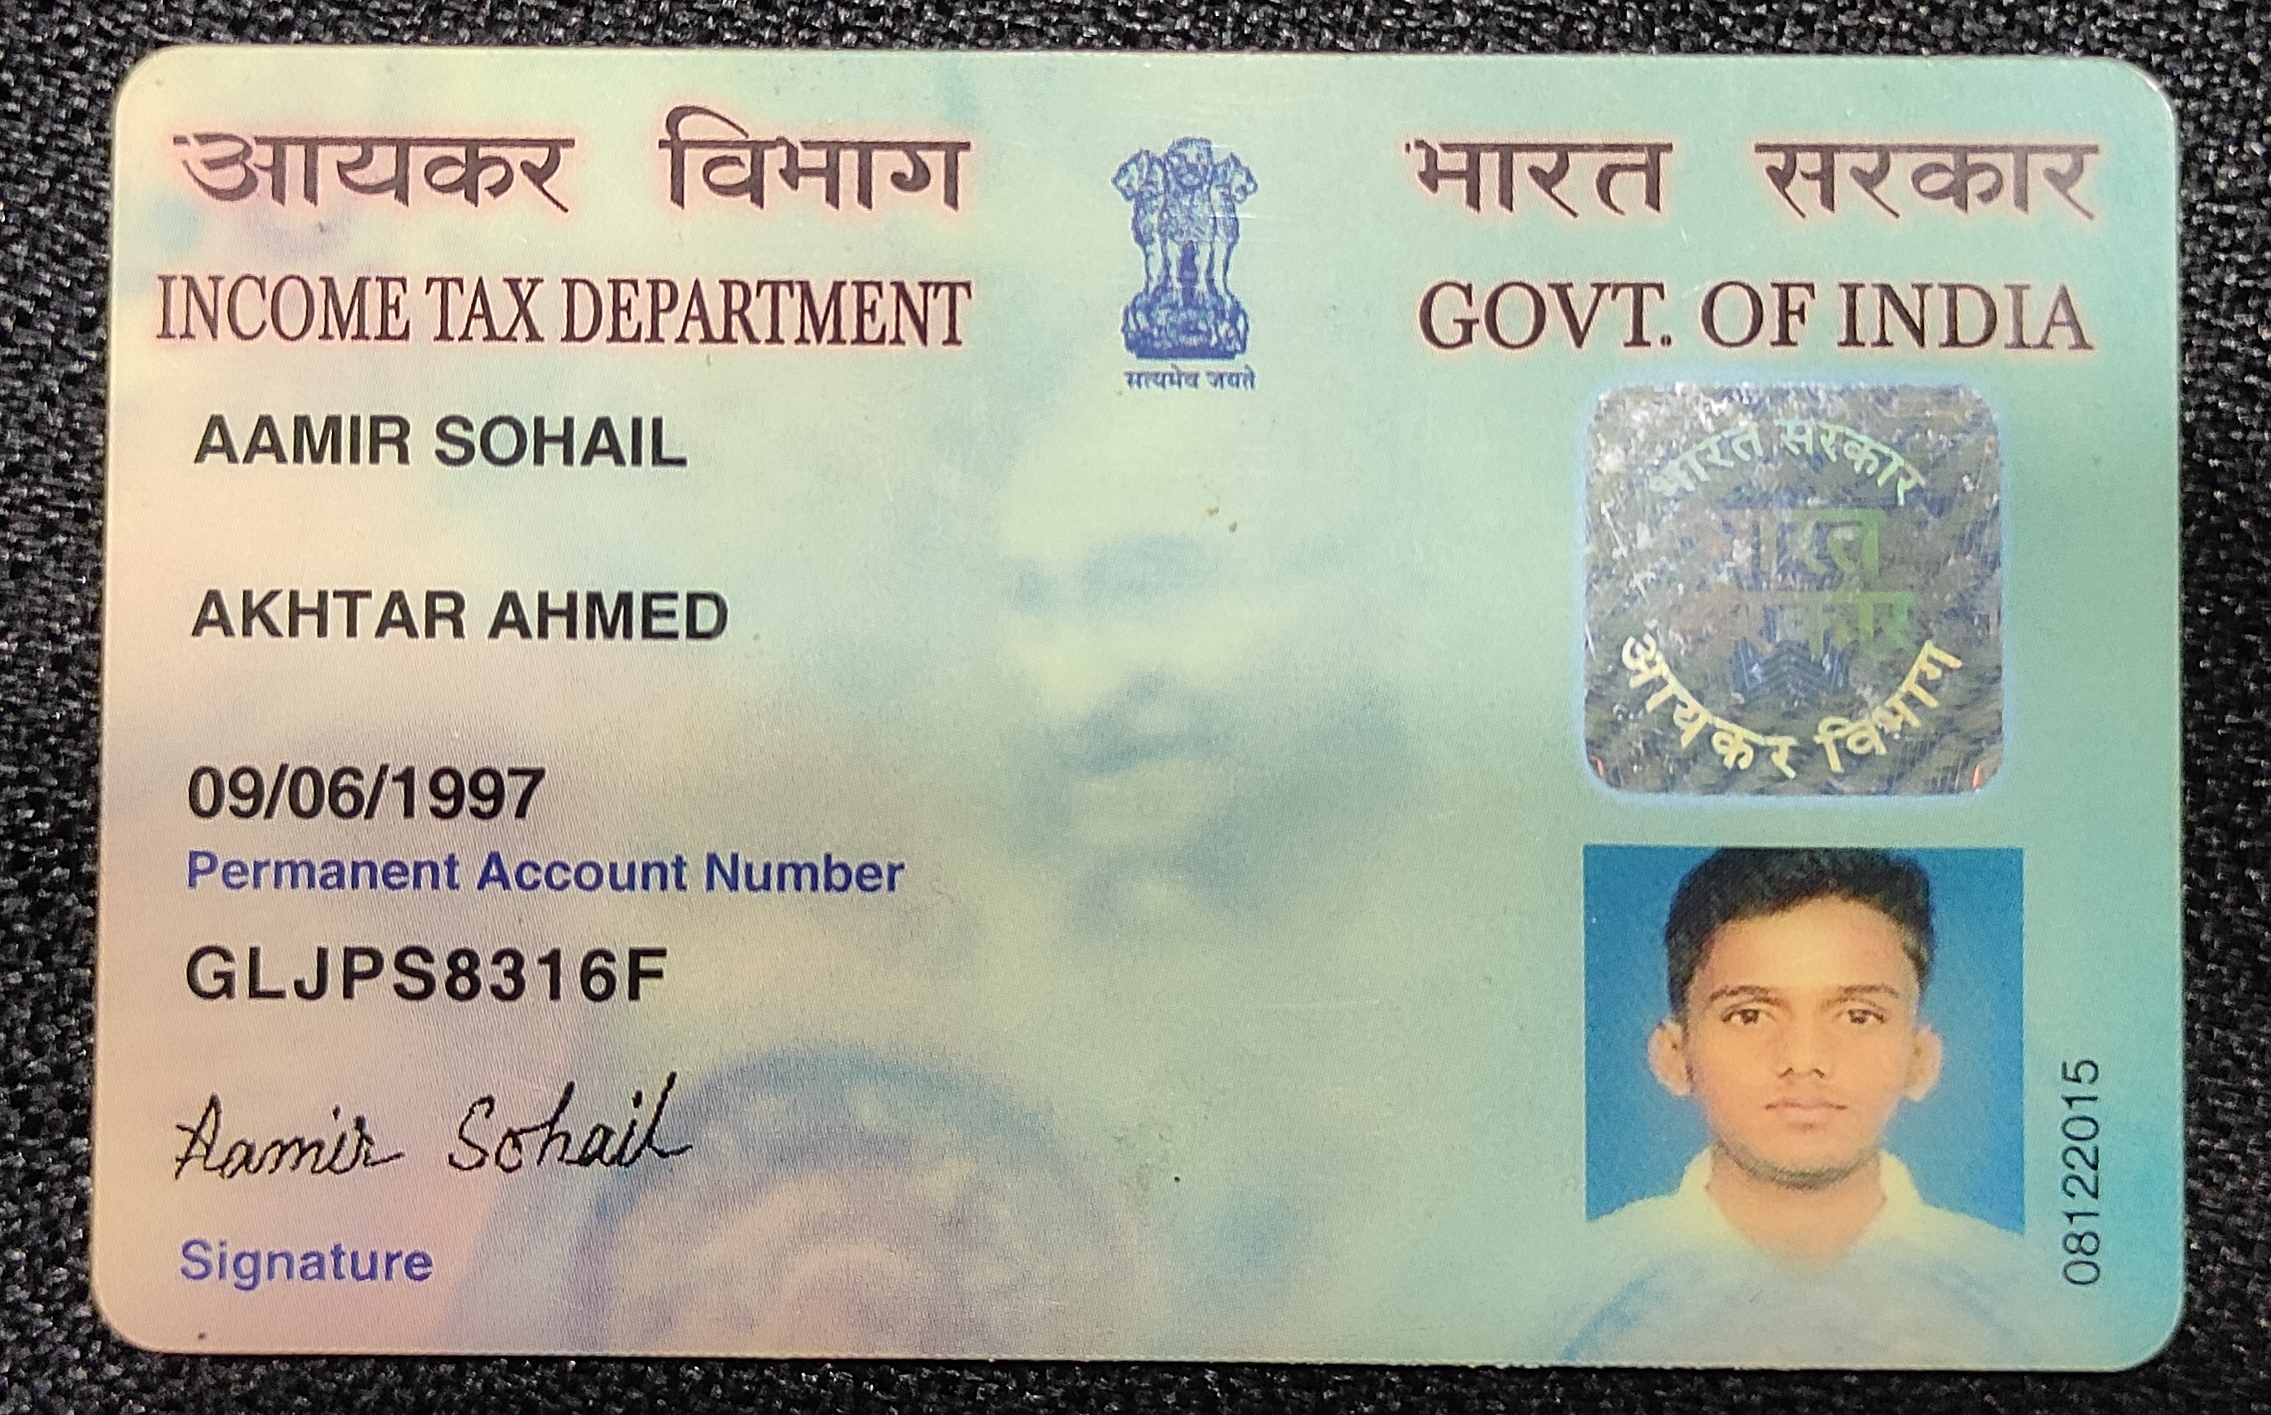 आयकर विभाग
भारत सरकार
INCOME TAX DEPARTMENT
GOVT. OF INDIA
सत्यमेव जयते
AAMIR SOHAIL
AKHTAR AHMED
09/06/1997
Permanent Account Number
GLJPS8316F
Aamir Sohail
Signature
भारत सरकार
भारत
आयकर विभाग
08122015